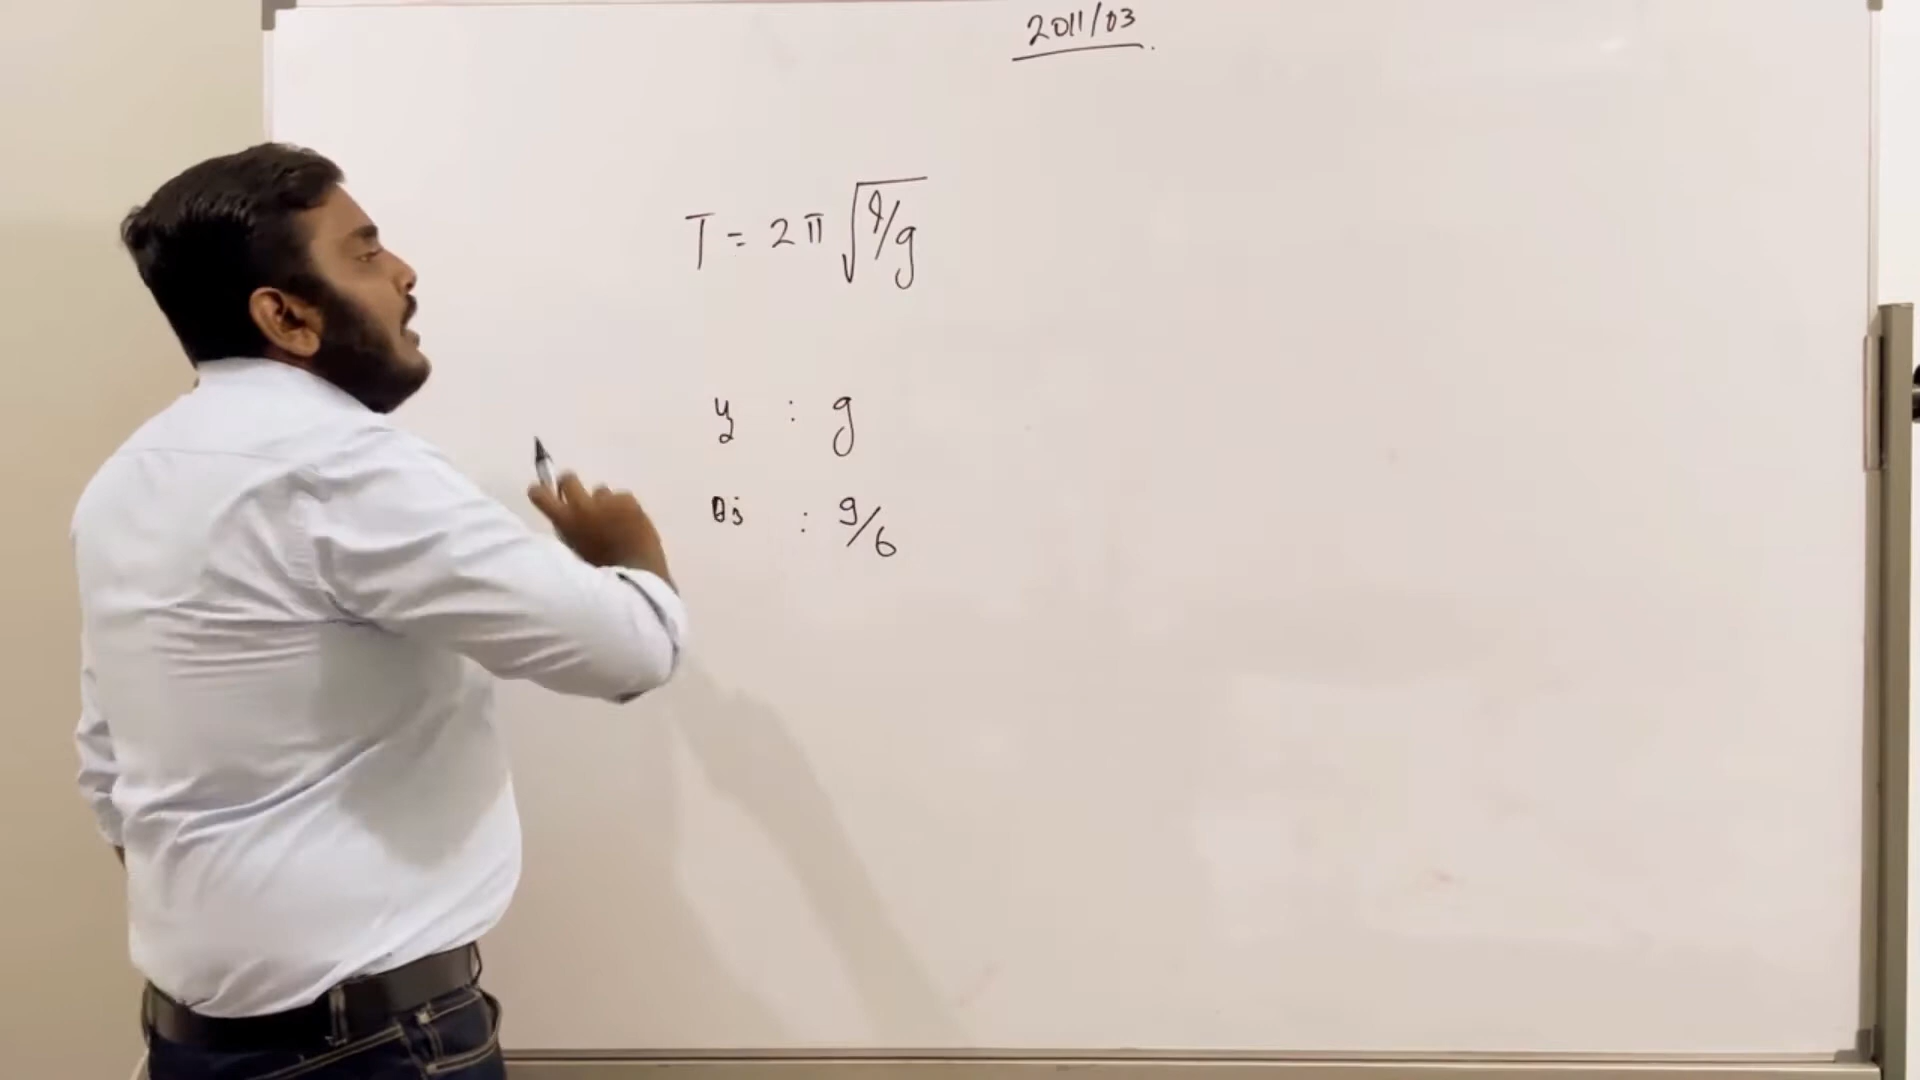 2011/03
T = 2π √l/g
: g
: g/6